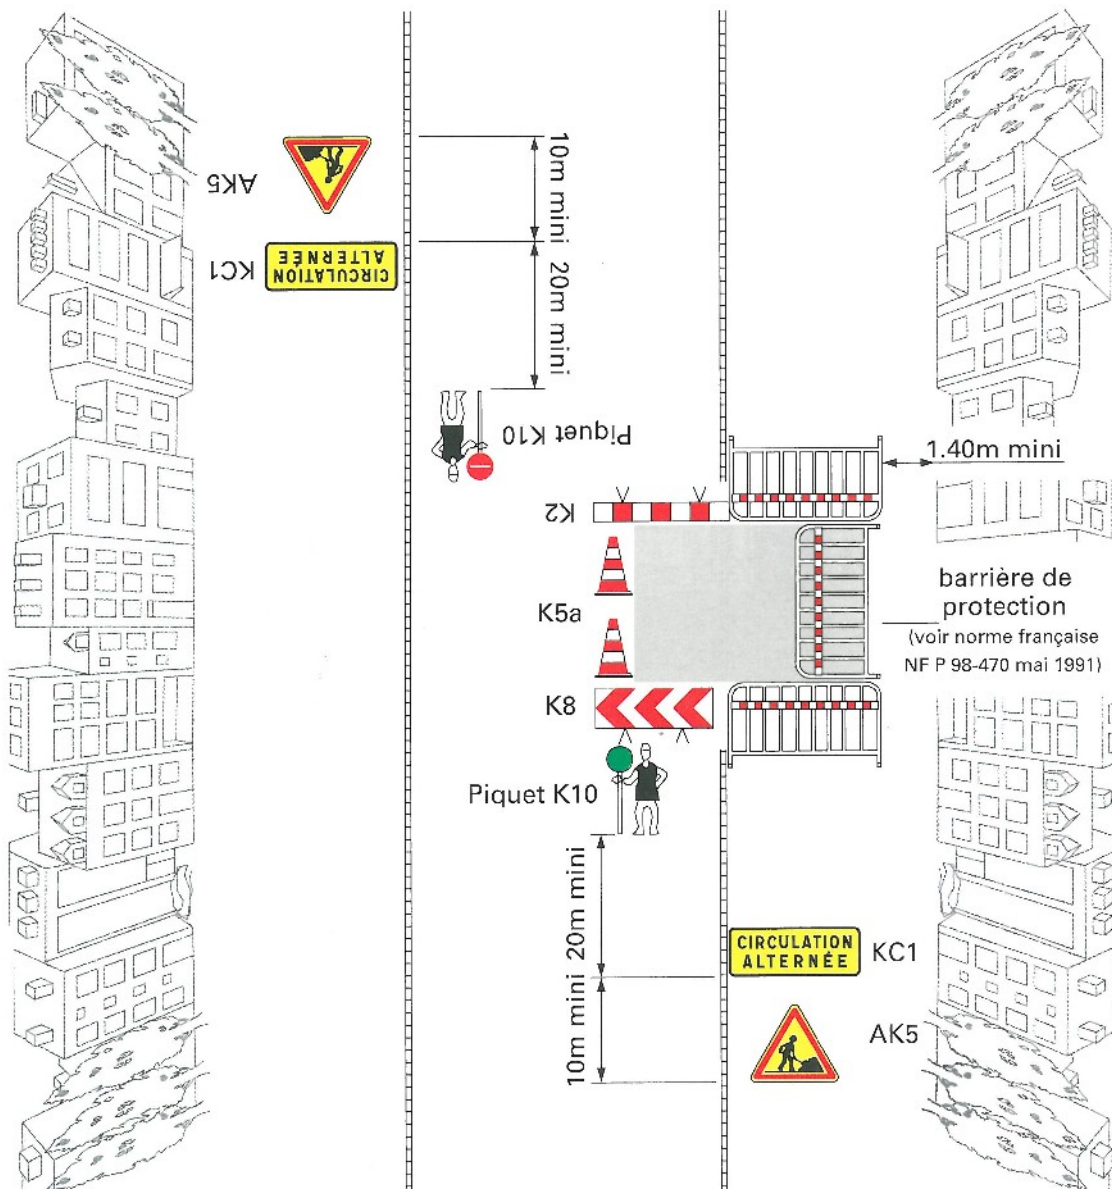 10m mini
AK5
CIRCULATION
ALTERNÉE
KC1
20m mini
Piquet K10
1.40m mini
K2
K5a
barrière de
protection
(voir norme française
NF P 98-470 mai 1991)
K8
Piquet K10
20m mini
CIRCULATION
ALTERNÉE
KC1
10m mini
AK5